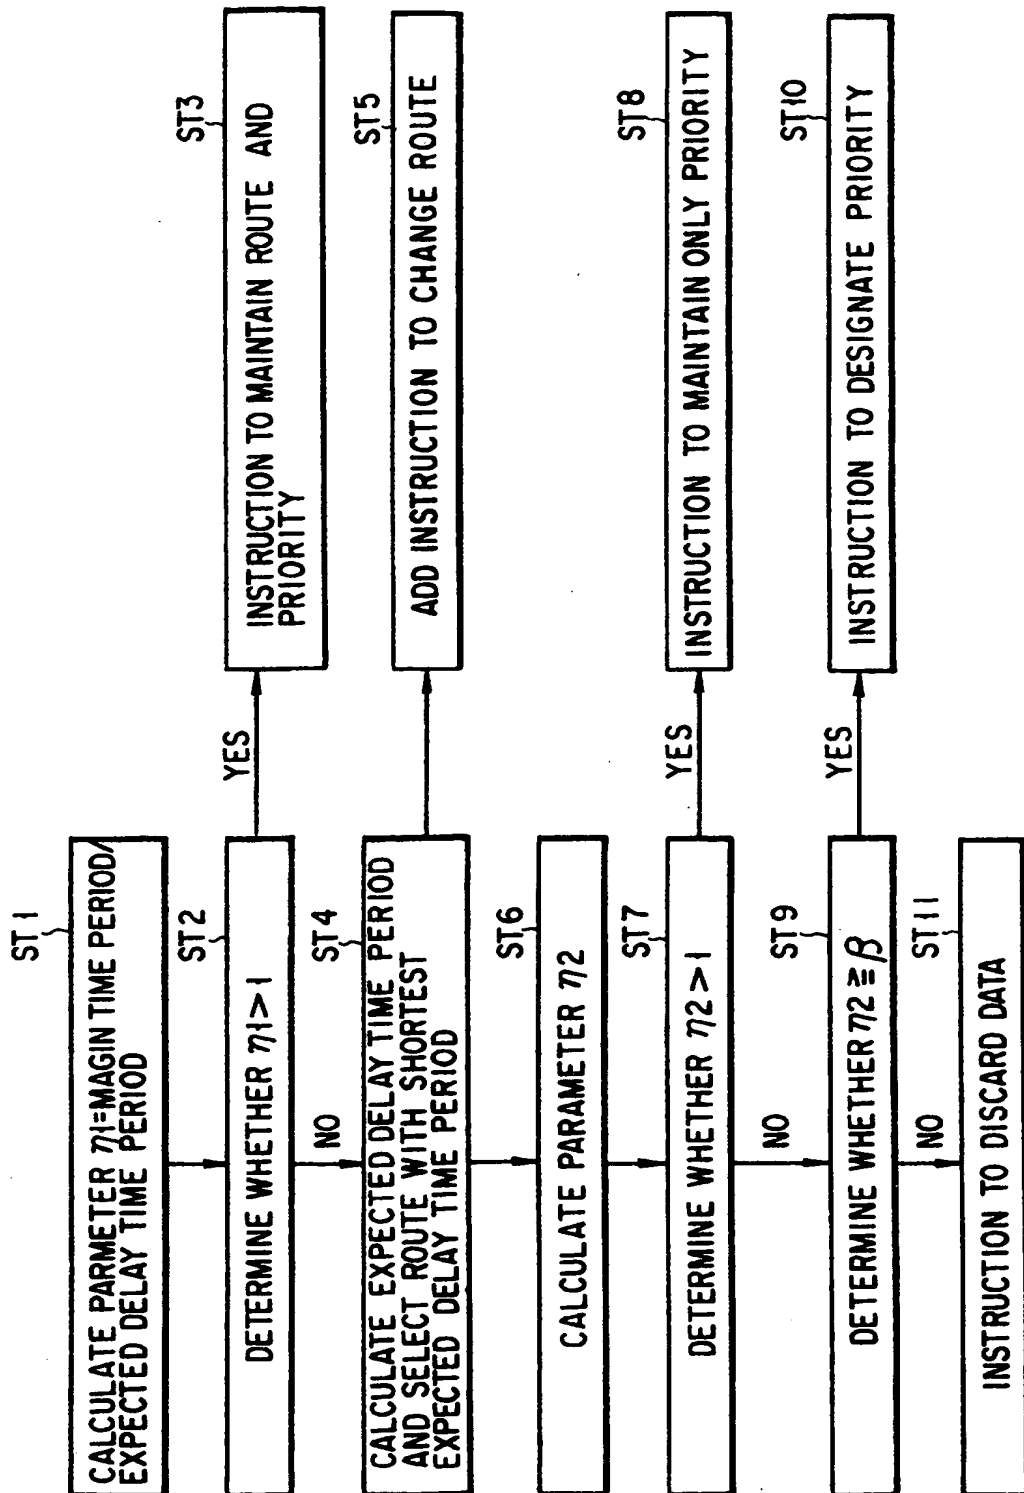 ST1
CALCULATE PARMETER η1=MAGIN TIME PERIOD/
EXPECTED DELAY TIME PERIOD
ST2
DETERMINE WHETHER η1>1
YES
ST3
INSTRUCTION TO MAINTAIN ROUTE AND
PRIORITY
NO
ST4
CALCULATE EXPECTED DELAY TIME PERIOD
AND SELECT ROUTE WITH SHORTEST
EXPECTED DELAY TIME PERIOD
ST5
ADD INSTRUCTION TO CHANGE ROUTE
ST6
CALCULATE PARAMETER η2
ST7
DETERMINE WHETHER η2>1
YES
ST8
INSTRUCTION TO MAINTAIN ONLY PRIORITY
NO
ST9
DETERMINE WHETHER η2≧β
YES
ST10
INSTRUCTION TO DESIGNATE PRIORITY
NO
ST11
INSTRUCTION TO DISCARD DATA